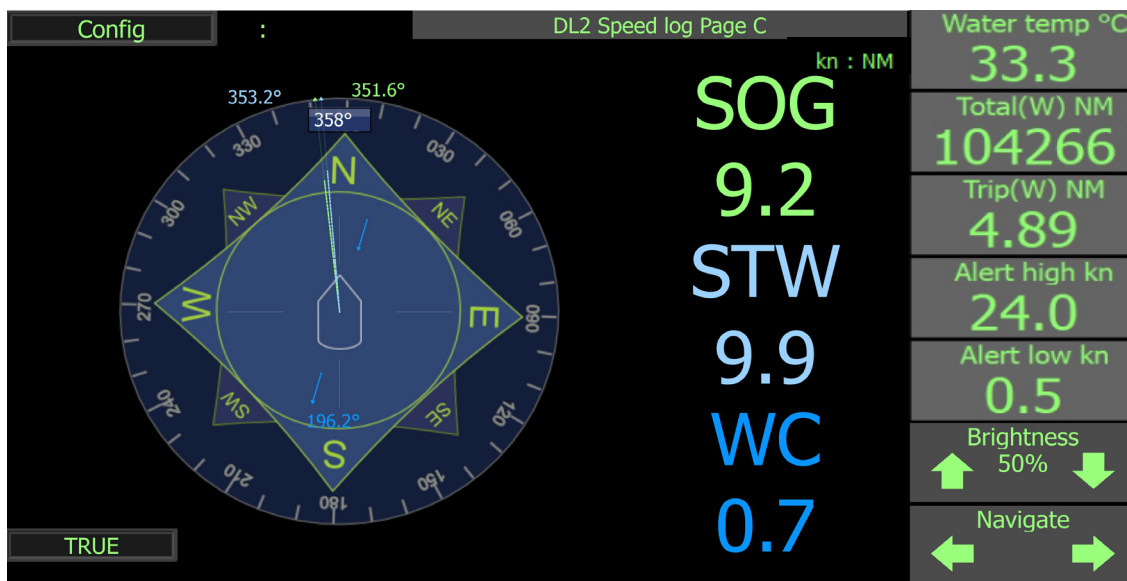 Config
:
DL2 Speed log Page C
kn : NM
353.2°
351.6°
358°
N
030
NE
060
E
090
SE
120
150
S
180
210
SW
240
W
270
300
NW
330
196.2°
TRUE
SOG
9.2
STW
9.9
WC
0.7
Water temp °C
33.3
Total(W) NM
104266
Trip(W) NM
4.89
Alert high kn
24.0
Alert low kn
0.5
Brightness
50%
Navigate